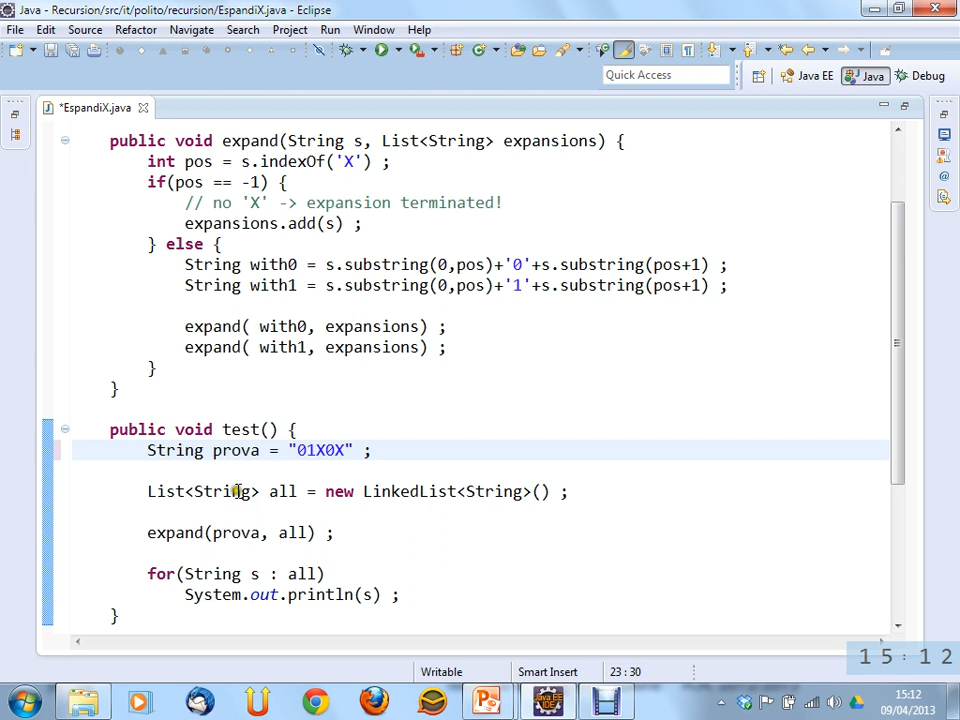 Java - Recursion/src/it/polito/recursion/EspandiX.java - Eclipse
File Edit Source Refactor Navigate Search Project Run Window Help
Quick Access
Java EE Java Debug
*EspandiX.java
public void expand(String s, List<String> expansions) {
int pos = s.indexOf('X') ;
if(pos == -1) {
// no 'X' -> expansion terminated!
expansions.add(s) ;
} else {
String with0 = s.substring(0,pos)+'0'+s.substring(pos+1) ;
String with1 = s.substring(0,pos)+'1'+s.substring(pos+1) ;
expand( with0, expansions) ;
expand( with1, expansions) ;
}
}
public void test() {
String prova = "01X0X" ;
List<String> all = new LinkedList<String>() ;
expand(prova, all) ;
for(String s : all)
System.out.println(s) ;
}
15:12
Writable Smart Insert 23 : 30
15:12
09/04/2013